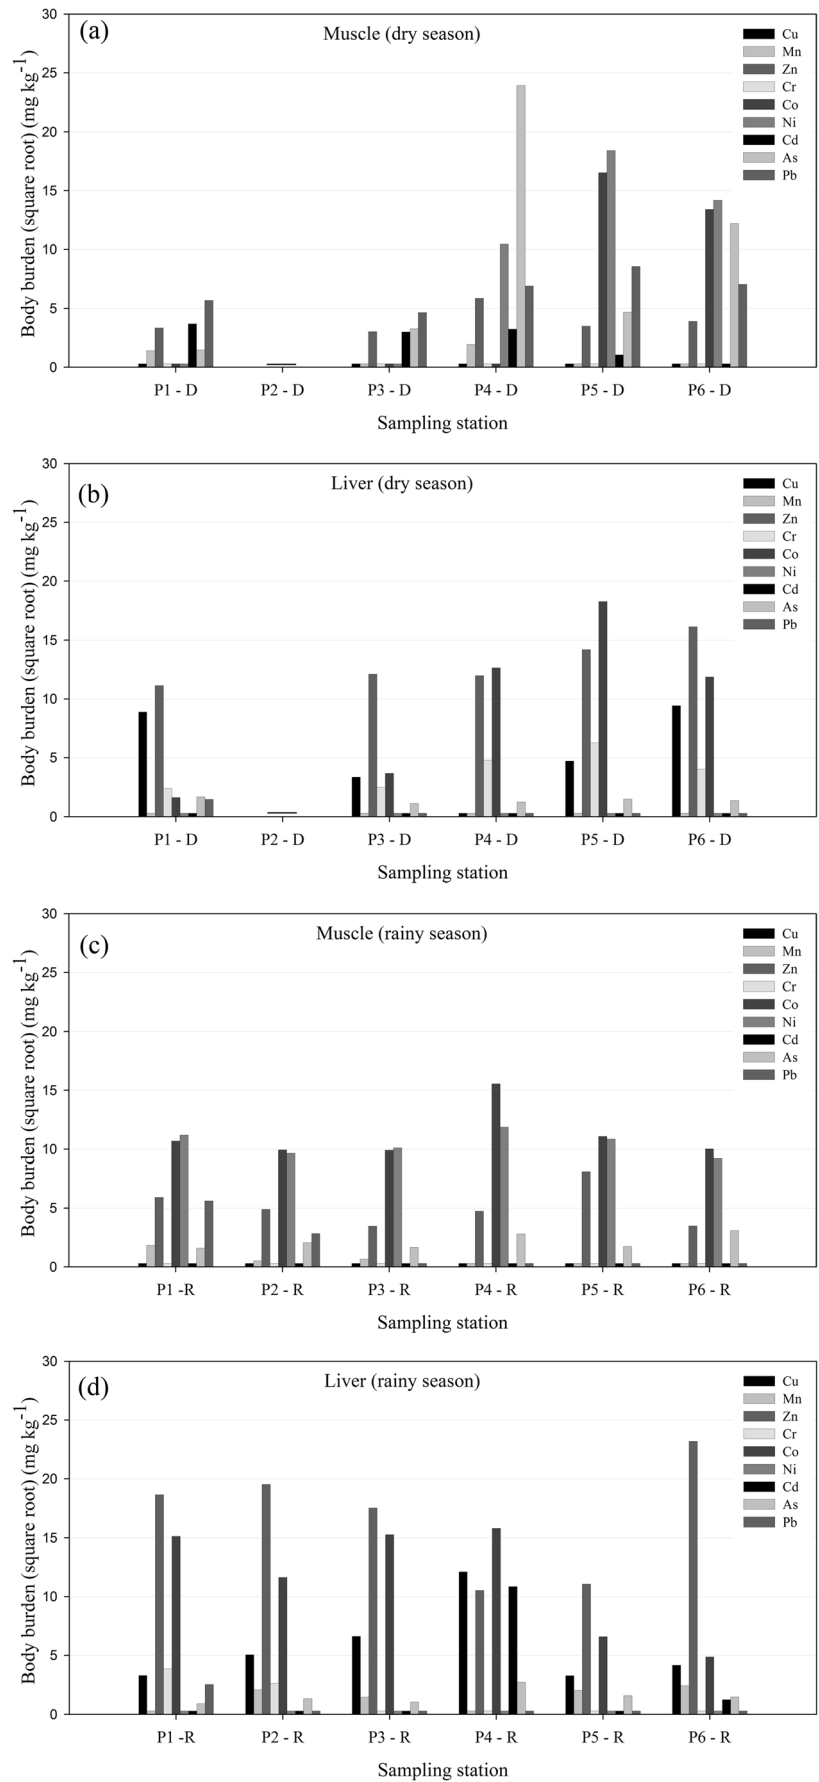 (a)
Muscle (dry season)
Body burden (square root) (mg kg⁻¹)
30
25
20
15
10
5
0
Cu
Mn
Zn
Cr
Co
Ni
Cd
As
Pb
P1 - D P2 - D P3 - D P4 - D P5 - D P6 - D
Sampling station
(b)
Liver (dry season)
Body burden (square root) (mg kg⁻¹)
30
25
20
15
10
5
0
Cu
Mn
Zn
Cr
Co
Ni
Cd
As
Pb
P1 - D P2 - D P3 - D P4 - D P5 - D P6 - D
Sampling station
(c)
Muscle (rainy season)
Body burden (square root) (mg kg⁻¹)
30
25
20
15
10
5
0
Cu
Mn
Zn
Cr
Co
Ni
Cd
As
Pb
P1 -R P2 - R P3 - R P4 - R P5 - R P6 - R
Sampling station
(d)
Liver (rainy season)
Body burden (square root) (mg kg⁻¹)
30
25
20
15
10
5
0
Cu
Mn
Zn
Cr
Co
Ni
Cd
As
Pb
P1 -R P2 - R P3 - R P4 - R P5 - R P6 - R
Sampling station